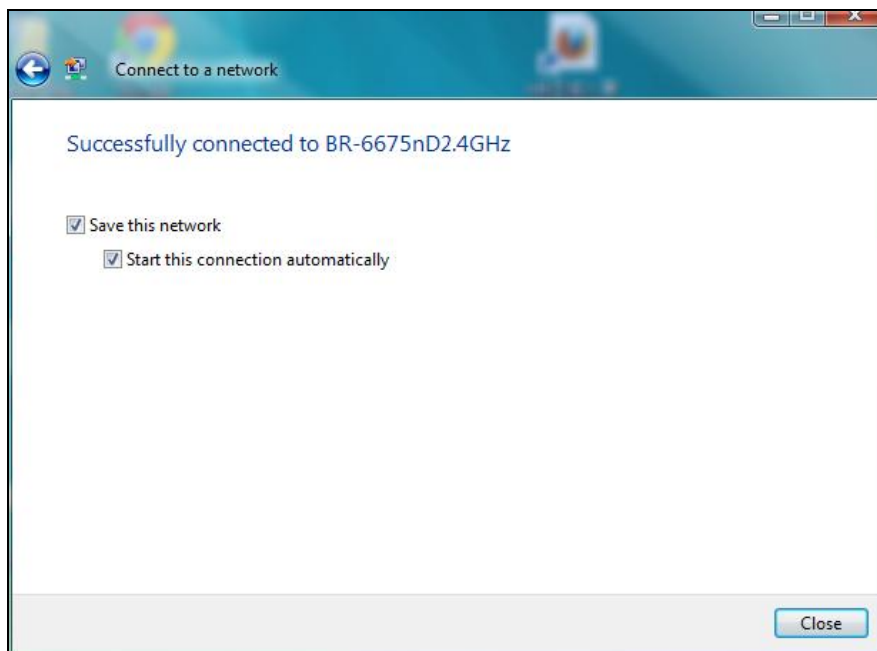 Connect to a network
Successfully connected to BR-6675nD2.4GHz
Save this network
Start this connection automatically
Close